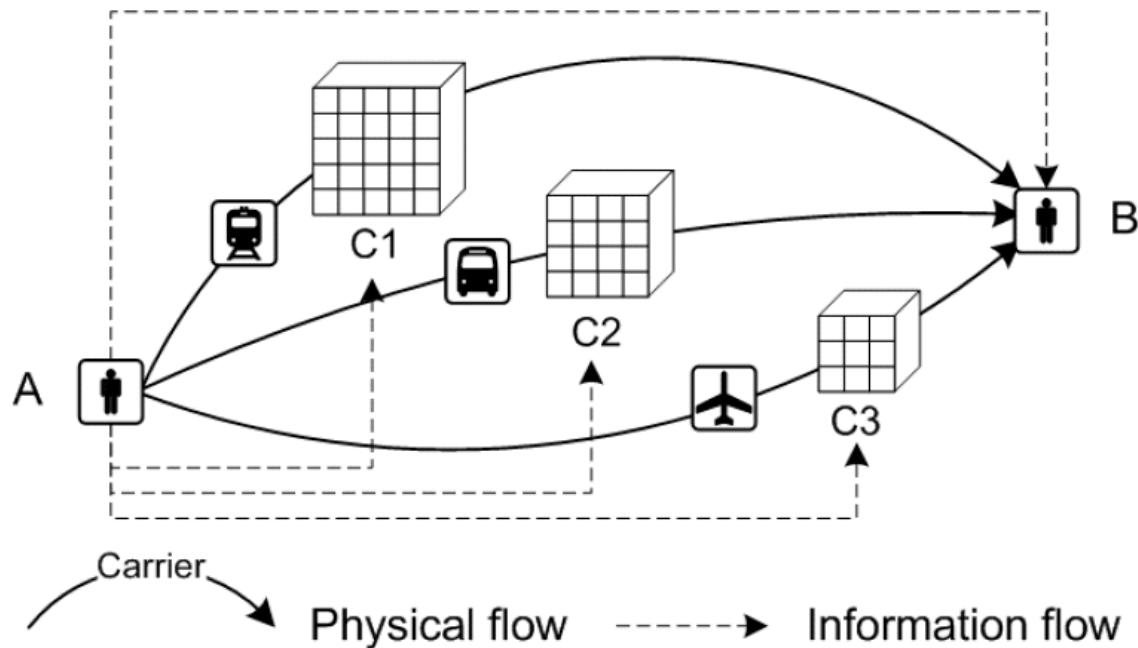 C1
B
C2
A
C3
Carrier
Physical flow
Information flow